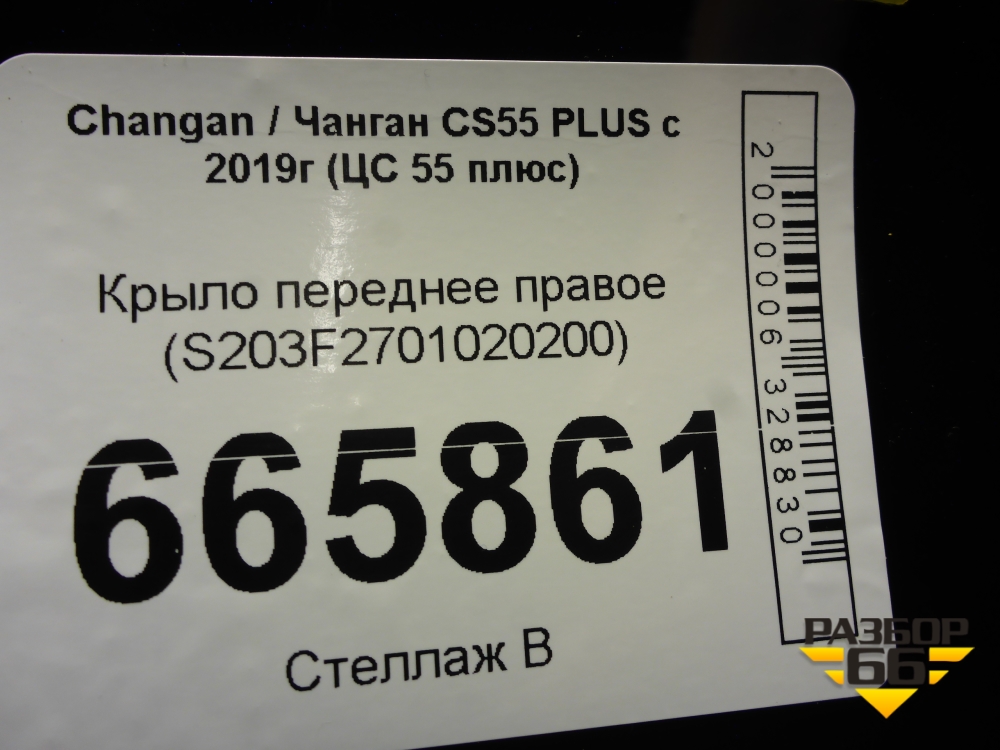 Changan / Чанган CS55 PLUS с
2019г (ЦС 55 плюс)
Крыло переднее правое
(S203F2701020200)
665861
Стеллаж В
2000006328830
РАЗБОР
66